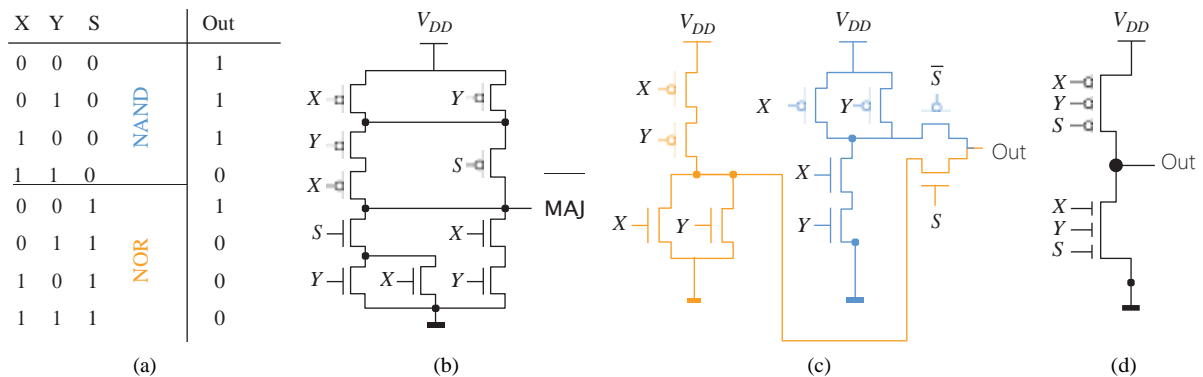 X Y S Out
0 0 0 1
0 1 0 1
1 0 0 1
1 1 0 0
NAND
0 0 1 1
0 1 1 0
1 0 1 0
1 1 1 0
NOR
(a)
V_DD
X
Y
Y
S
X
MAJ
S
X
Y
X
Y
(b)
V_DD
X
Y
X
Y
V_DD
X
Y
X
Y
S̅
S
Out
(c)
V_DD
X
Y
S
Out
X
Y
S
(d)